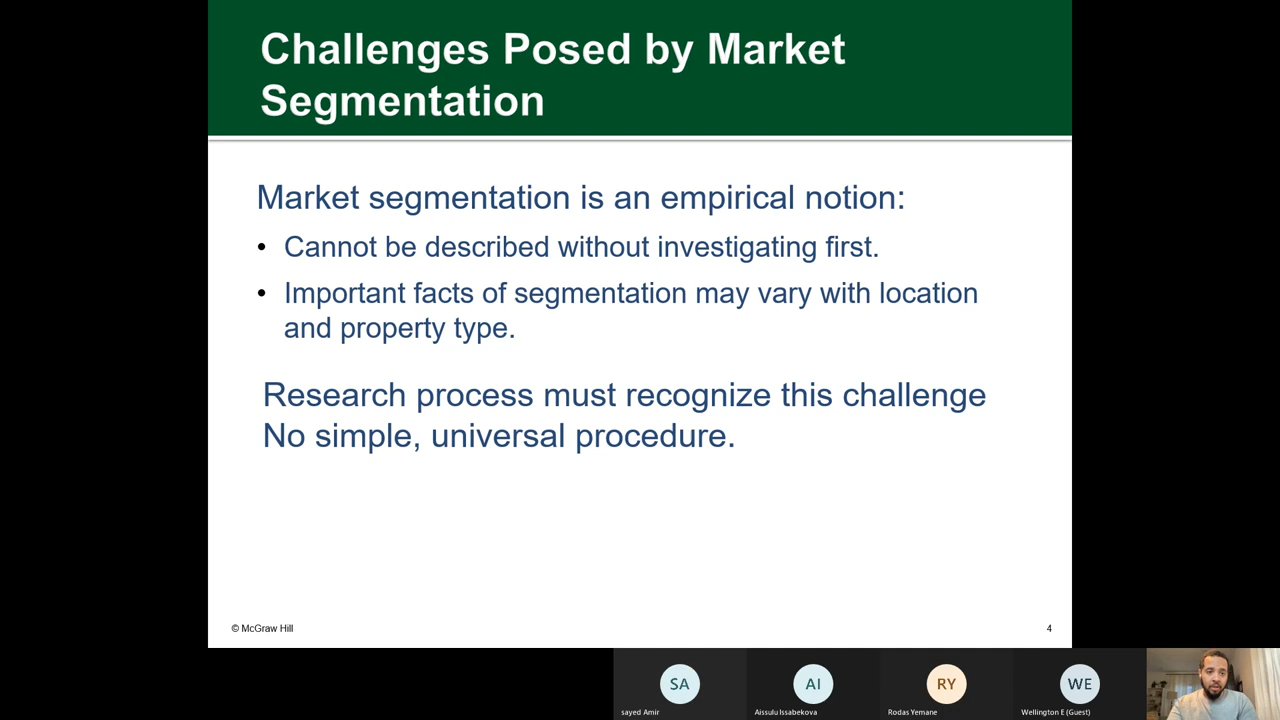 Challenges Posed by Market
Segmentation
Market segmentation is an empirical notion:
• Cannot be described without investigating first.
• Important facts of segmentation may vary with location
and property type.
Research process must recognize this challenge
No simple, universal procedure.
© McGraw Hill
4
SA
AI
RY
WE
sayed Amir
Aissulu Issabekova
Rodas Yemane
Wellington E (Guest)